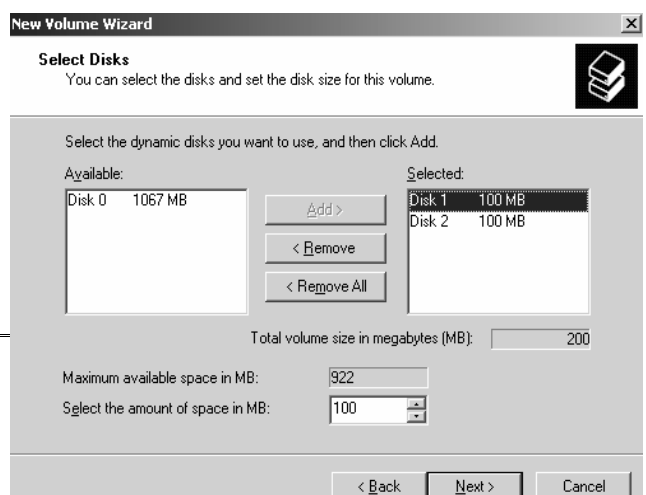 New Volume Wizard
Select Disks
You can select the disks and set the disk size for this volume.
Select the dynamic disks you want to use, and then click Add.
Available:
Selected:
Disk 0 1067 MB
Add >
Disk 1 100 MB
Disk 2 100 MB
< Remove
< Remove All
Total volume size in megabytes (MB): 200
Maximum available space in MB: 922
Select the amount of space in MB: 100
< Back Next > Cancel